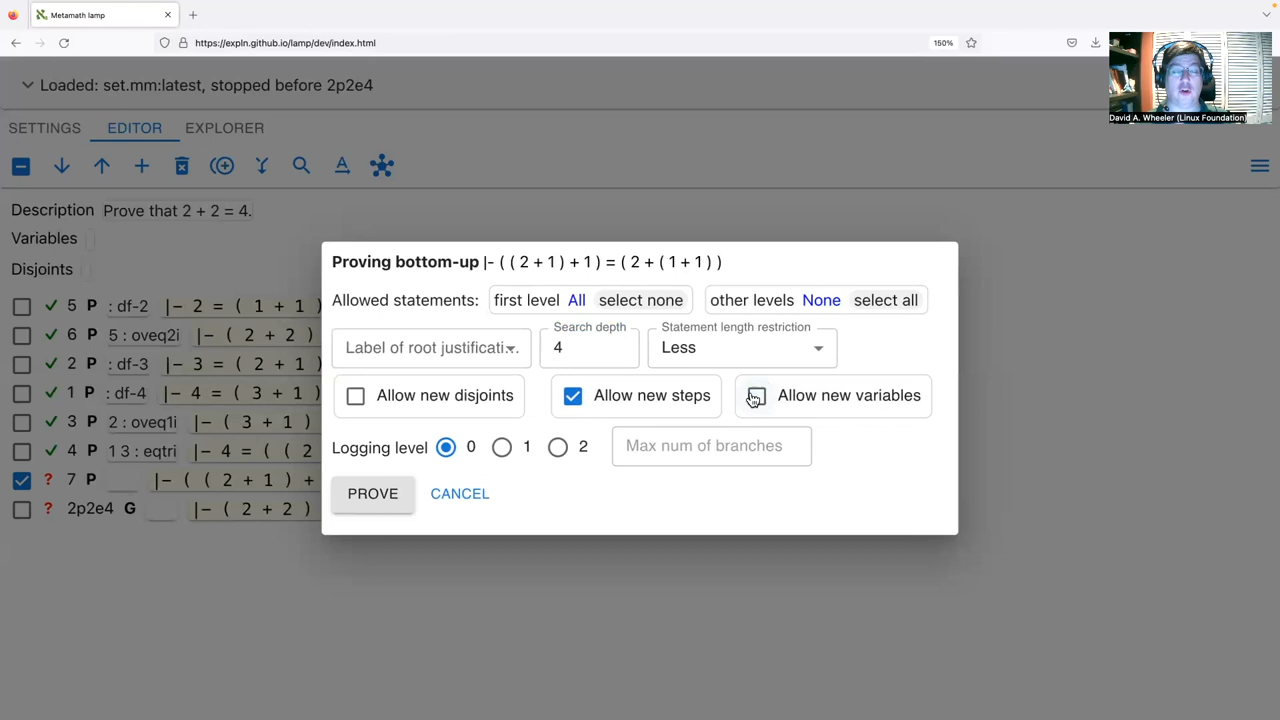 Metamath lamp
https://expln.github.io/lamp/dev/index.html
150%
David A. Wheeler (Linux Foundation)
Loaded: set.mm:latest, stopped before 2p2e4
SETTINGS EDITOR EXPLORER
Description Prove that 2 + 2 = 4.
Variables
Disjoints
5 P : df-2 |- 2 = ( 1 + 1 )
6 P 5 : oveq2i |- ( 2 + 2 )
2 P : df-3 |- 3 = ( 2 + 1 )
1 P : df-4 |- 4 = ( 3 + 1 )
3 P 2 : oveq1i |- ( 3 + 1 )
4 P 1 3 : eqtri |- 4 = ( ( 2
7 P |- ( ( 2 + 1 ) +
2p2e4 G |- ( 2 + 2 )
Proving bottom-up |- ( ( 2 + 1 ) + 1 ) = ( 2 + ( 1 + 1 ) )
Allowed statements: first level All select none other levels None select all
Label of root justificati...
Search depth
4
Statement length restriction
Less
Allow new disjoints Allow new steps Allow new variables
Logging level 0 1 2 Max num of branches
PROVE CANCEL